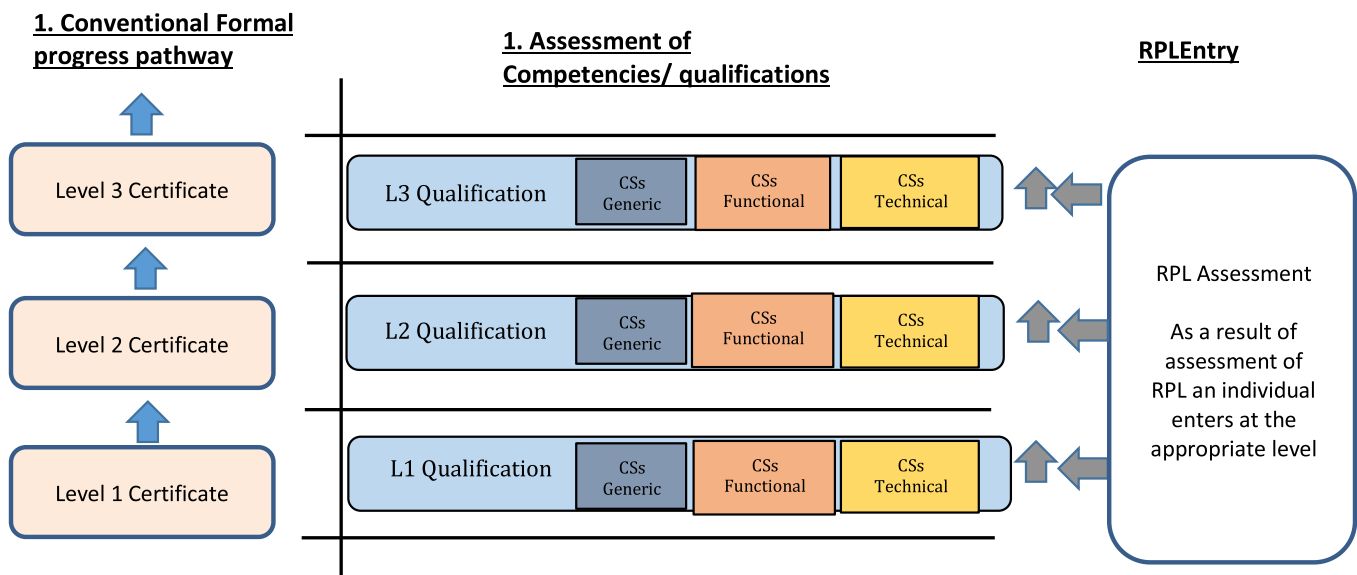 1. Conventional Formal
progress pathway
1. Assessment of
Competencies/ qualifications
RPLEntry
Level 3 Certificate
L3 Qualification
CSs
Generic
CSs
Functional
CSs
Technical
Level 2 Certificate
L2 Qualification
CSs
Generic
CSs
Functional
CSs
Technical
Level 1 Certificate
L1 Qualification
CSs
Generic
CSs
Functional
CSs
Technical
RPL Assessment
As a result of
assessment of
RPL an individual
enters at the
appropriate level